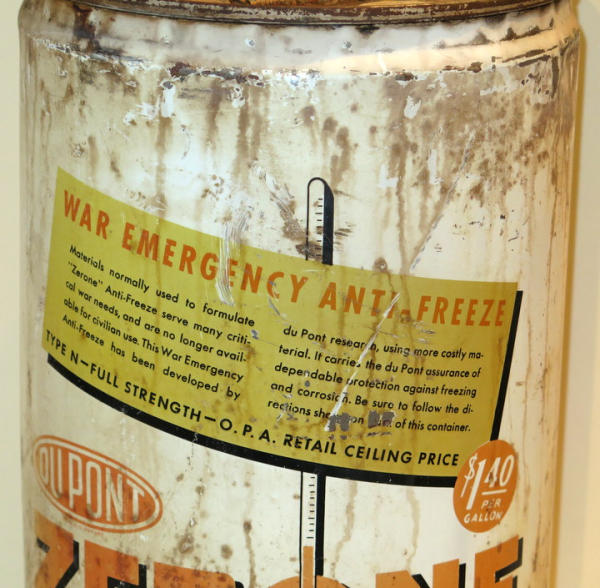 WAR EMERGENCY ANTI-FREEZE
Materials normally used to formulate
"Zerone" Anti-Freeze serve many criti-
cal war needs, and are no longer avail-
able for civilian use. This War Emergency
Anti-Freeze has been developed by
du Pont research, using more costly ma-
terial. It carries the du Pont assurance of
dependable protection against freezing
and corrosion. Be sure to follow the di-
rections on of this container.
TYPE N—FULL STRENGTH—O.P.A. RETAIL CEILING PRICE
$1.40
PER
GALLON
DU PONT
ZERONE